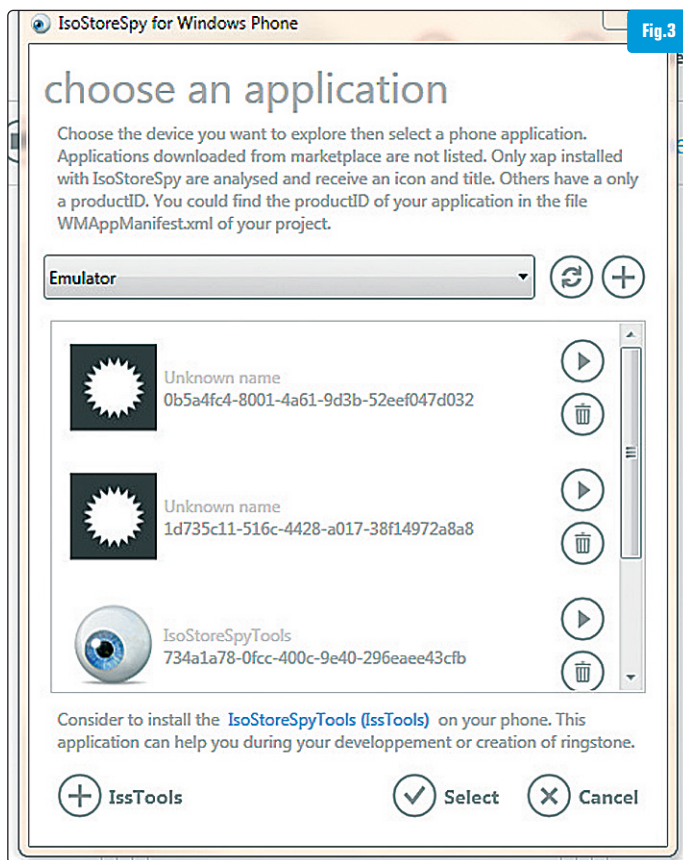 IsoStoreSpy for Windows Phone
Fig.3
choose an application
Choose the device you want to explore then select a phone application.
Applications downloaded from marketplace are not listed. Only xap installed
with IsoStoreSpy are analysed and receive an icon and title. Others have a only
a productID. You could find the productID of your application in the file
WMAppManifest.xml of your project.
Emulator
Unknown name
0b5a4fc4-8001-4a61-9d3b-52eef047d032
Unknown name
1d735c11-516c-4428-a017-38f14972a8a8
IsoStoreSpyTools
734a1a78-0fcc-400c-9e40-296eaee43cfb
Consider to install the IsoStoreSpyTools (IssTools) on your phone. This
application can help you during your developpement or creation of ringstone.
IssTools
Select
Cancel